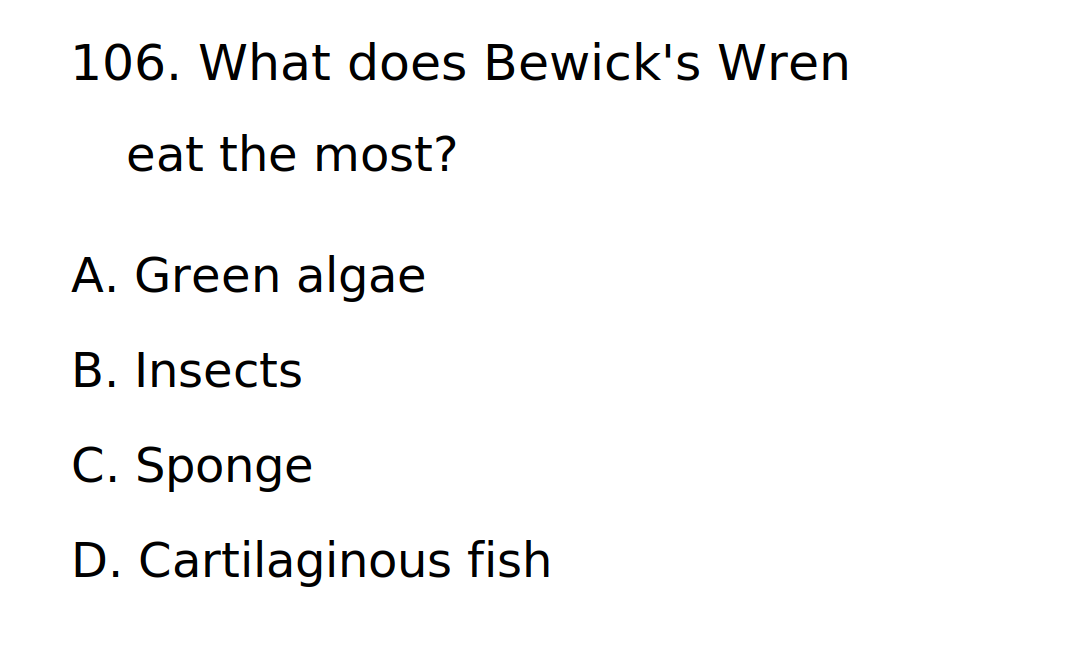 106. What does Bewick's Wren
eat the most?
A. Green algae
B. Insects
C. Sponge
D. Cartilaginous fish